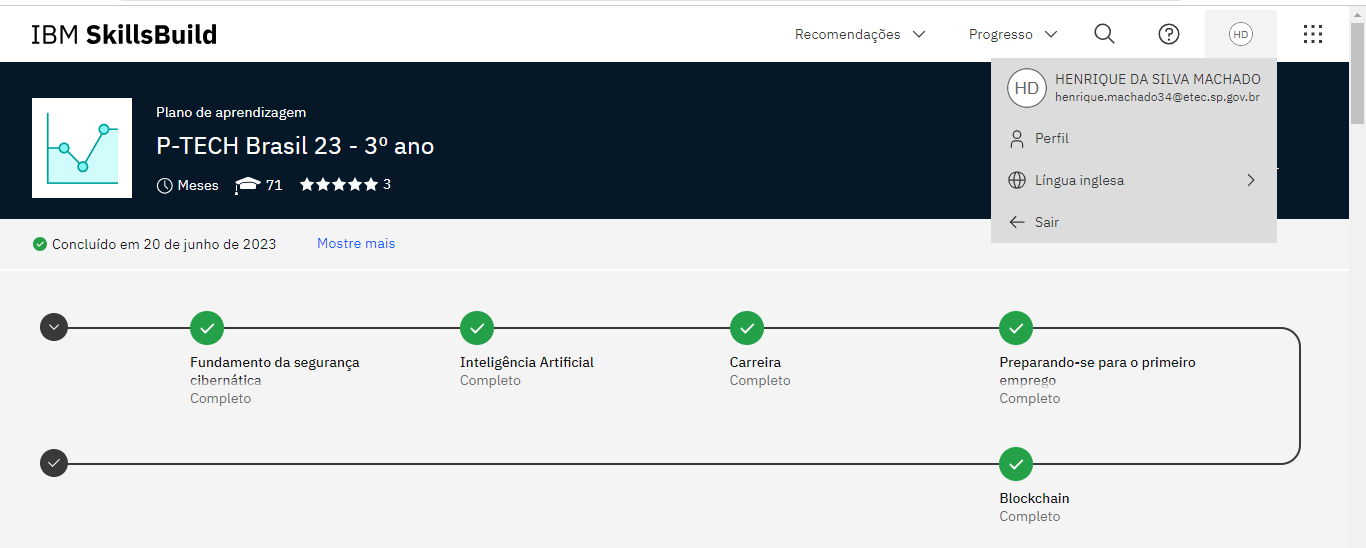 IBM SkillsBuild
Recomendações
Progresso
HD
HD
HENRIQUE DA SILVA MACHADO
henrique.machado34@etec.sp.gov.br
Perfil
Língua inglesa
Sair
Plano de aprendizagem
P-TECH Brasil 23 - 3º ano
Meses 71 3
Concluído em 20 de junho de 2023 Mostre mais
Fundamento da segurança
cibernática
Completo
Inteligência Artificial
Completo
Carreira
Completo
Preparando-se para o primeiro
emprego
Completo
Blockchain
Completo